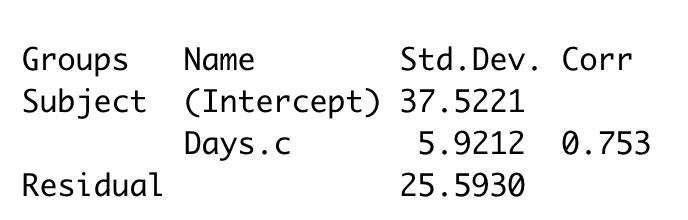 Groups   Name        Std.Dev. Corr
Subject  (Intercept) 37.5221
         Days.c       5.9212  0.753
Residual             25.5930